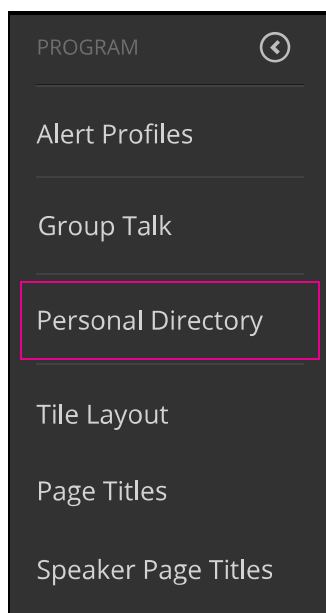 PROGRAM
Alert Profiles
Group Talk
Personal Directory
Tile Layout
Page Titles
Speaker Page Titles